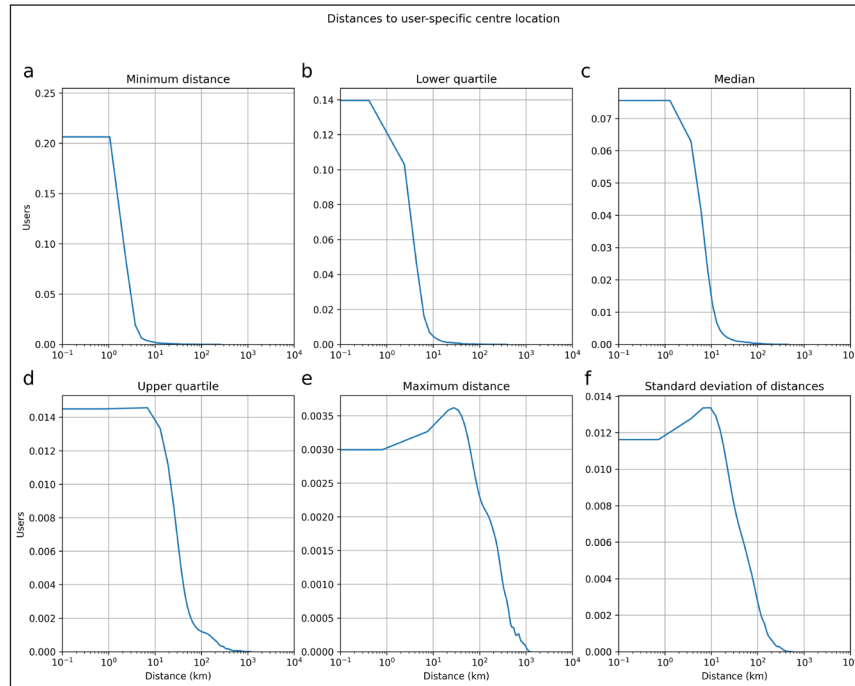 Distances to user-specific centre location
a
Minimum distance
0.25
0.20
0.15
0.10
0.05
0.00
Users
10⁻¹ 10⁰ 10¹ 10² 10³ 10⁴
b
Lower quartile
0.14
0.12
0.10
0.08
0.06
0.04
0.02
0.00
10⁻¹ 10⁰ 10¹ 10² 10³ 10⁴
c
Median
0.07
0.06
0.05
0.04
0.03
0.02
0.01
0.00
10⁻¹ 10⁰ 10¹ 10² 10³ 10⁴
d
Upper quartile
0.014
0.012
0.010
0.008
0.006
0.004
0.002
0.000
Users
10⁻¹ 10⁰ 10¹ 10² 10³ 10⁴
Distance (km)
e
Maximum distance
0.0035
0.0030
0.0025
0.0020
0.0015
0.0010
0.0005
0.0000
10⁻¹ 10⁰ 10¹ 10² 10³ 10⁴
Distance (km)
f
Standard deviation of distances
0.014
0.012
0.010
0.008
0.006
0.004
0.002
0.000
10⁻¹ 10⁰ 10¹ 10² 10³ 10⁴
Distance (km)